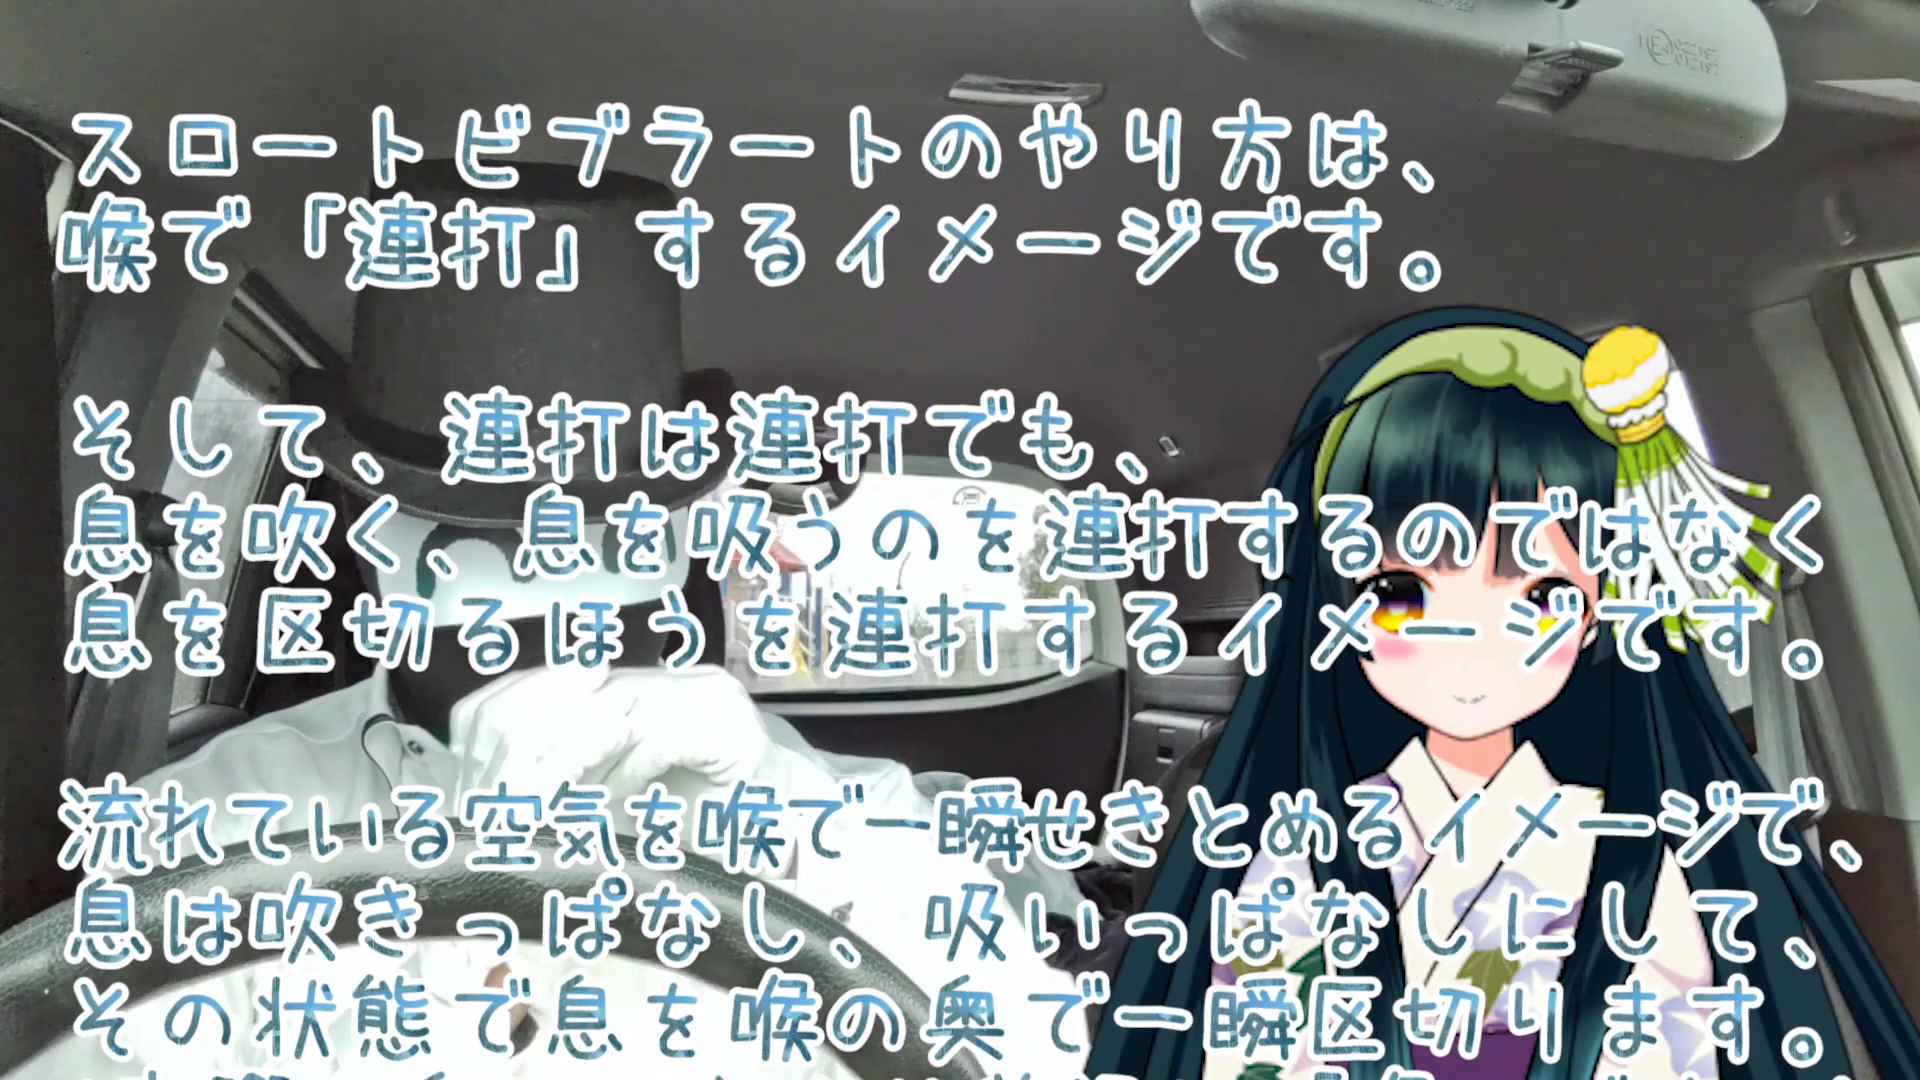 スロートビブラートのやり方は、
喉で「連打」するイメージです。
そして、連打は連打でも、
息を吹く、息を吸うのを連打するのではなく
息を区切るほうを連打するイメージです。
流れている空気を喉で一瞬せきとめるイメージで、
息は吹きっぱなし、吸いっぱなしにして、
その状態で息を喉の奥で一瞬区切ります。